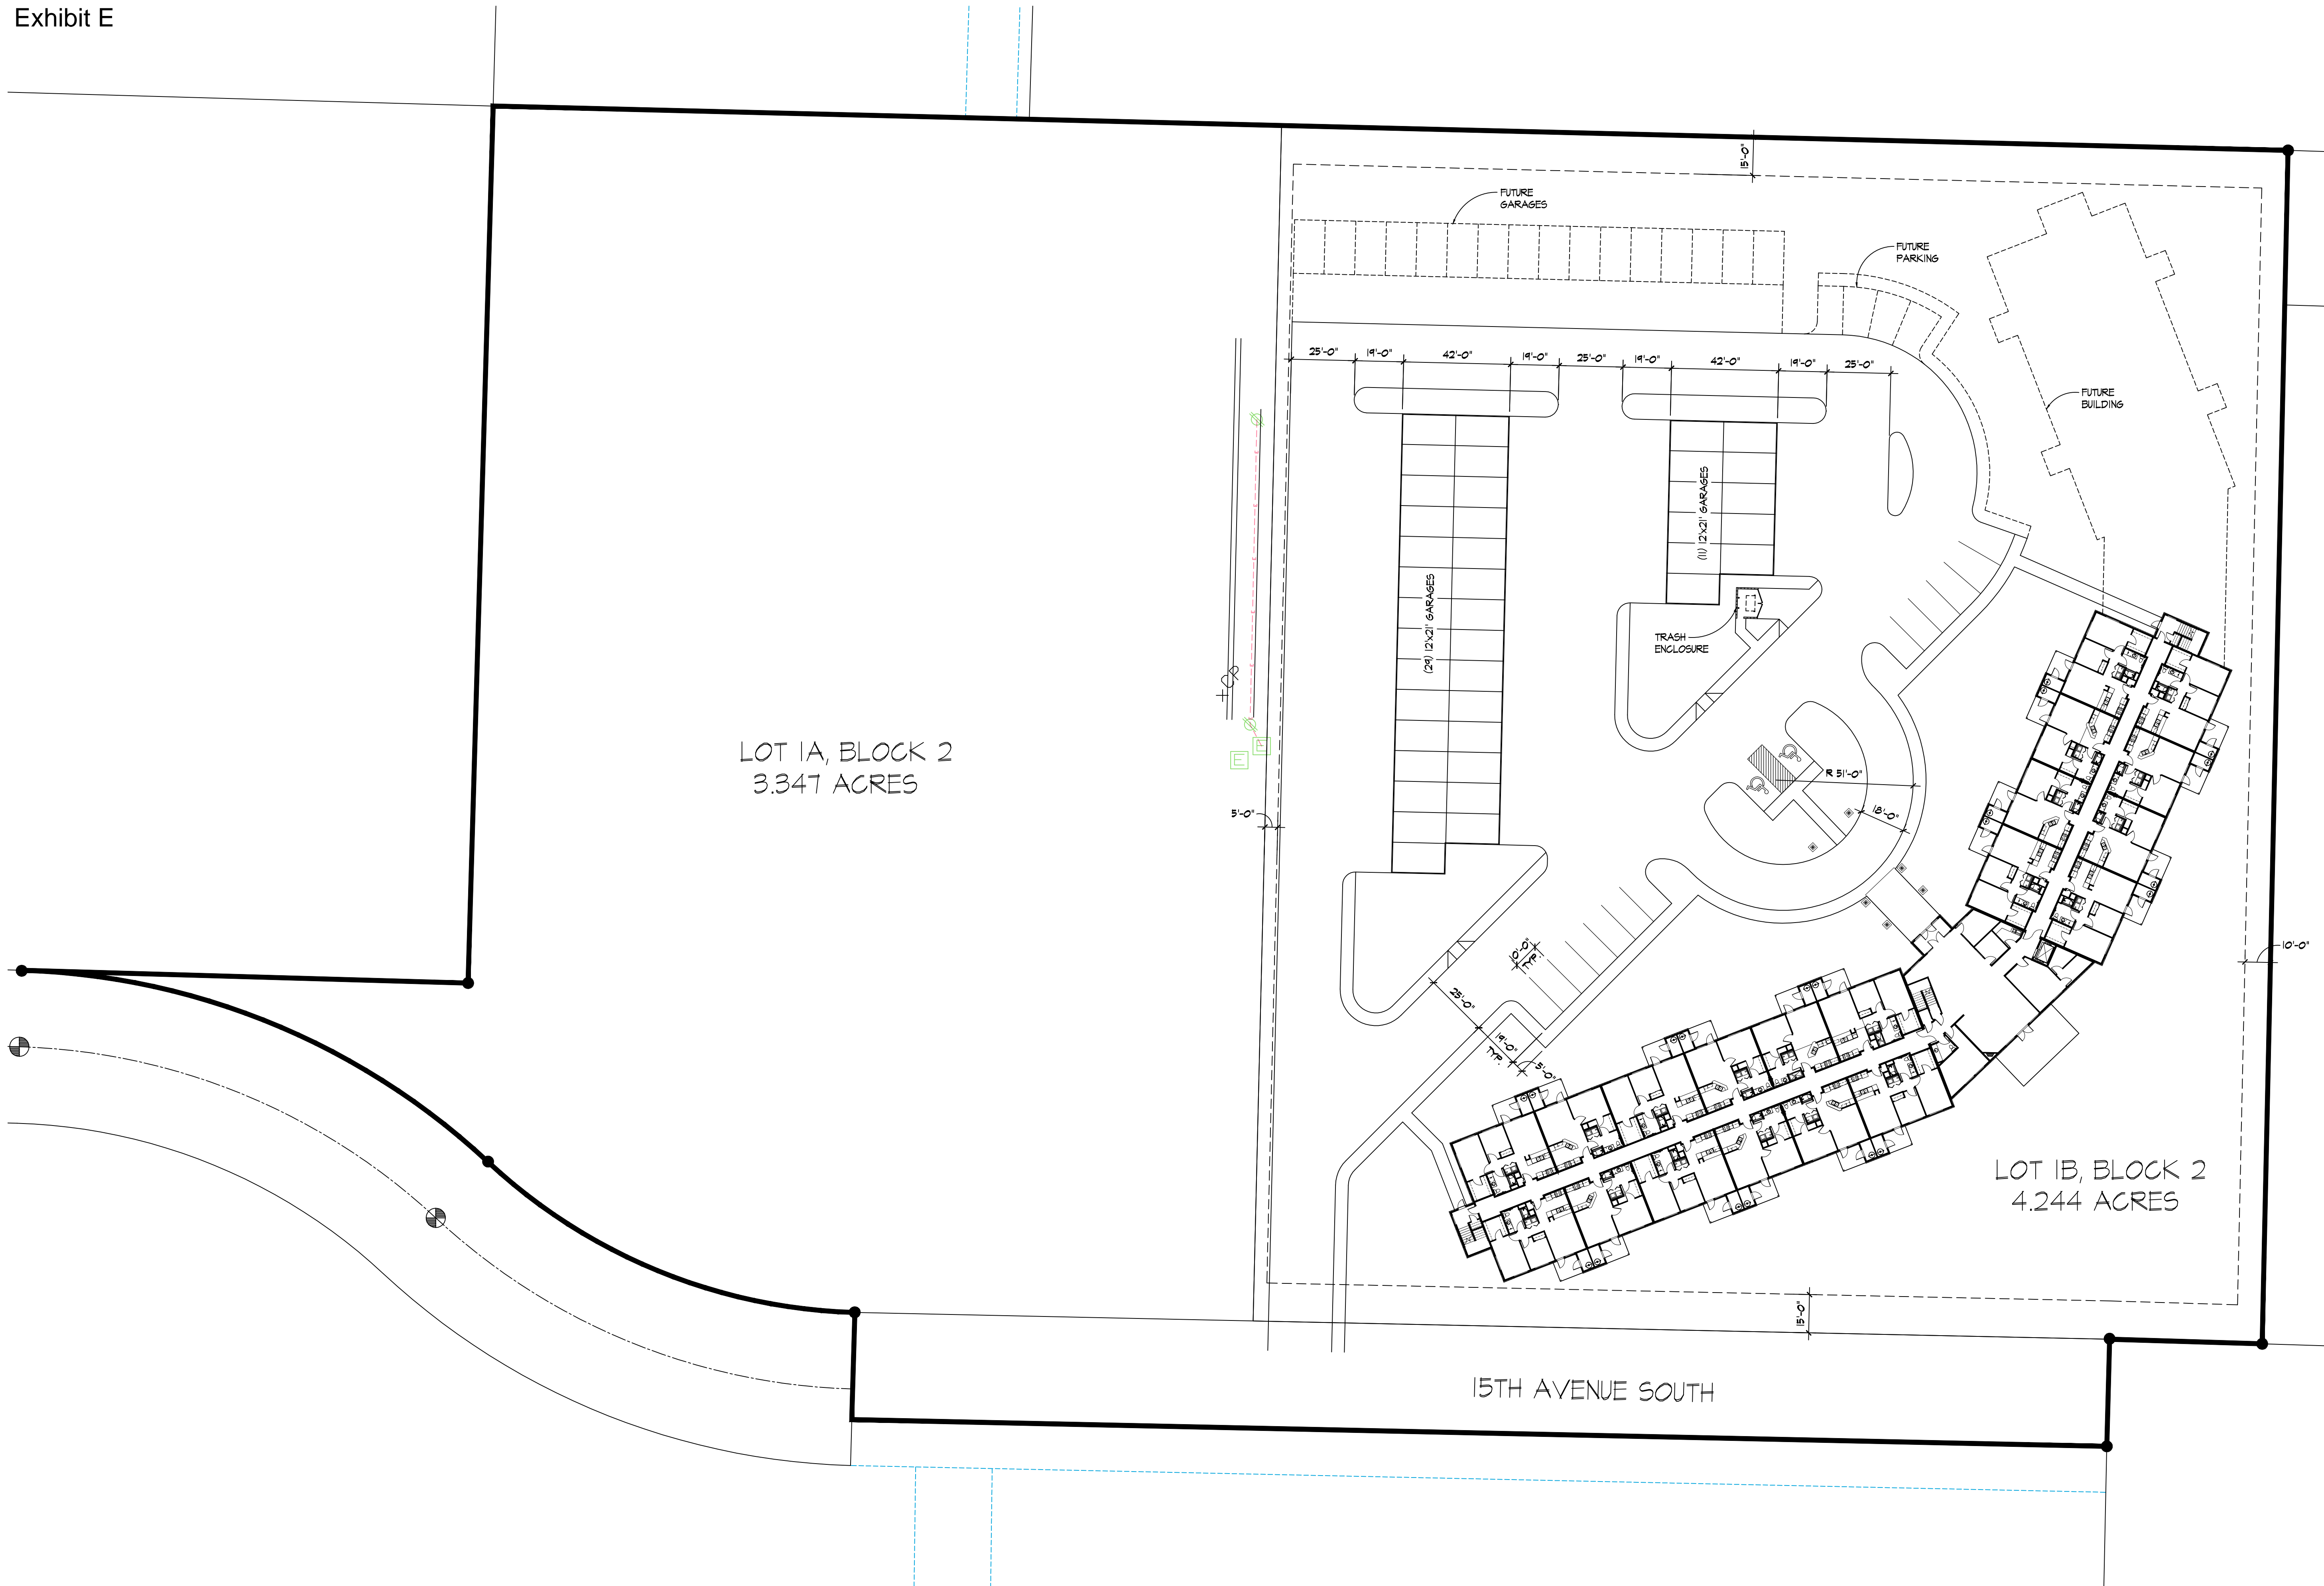 Exhibit E
15'-0"
FUTURE
GARAGES
FUTURE
PARKING
25'-0"
19'-0"
42'-0"
19'-0"
25'-0"
19'-0"
42'-0"
19'-0"
25'-0"
FUTURE
BUILDING
(29) 12'x21' GARAGES
(11) 12'x21' GARAGES
TRASH
ENCLOSURE
CP
E
E
LOT 1A, BLOCK 2
3.347 ACRES
R 51'-0"
18'-0"
5'-0"
10'-0"
10'-0"
TYP.
25'-0"
19'-0"
TYP.
5'-0"
LOT 1B, BLOCK 2
4.244 ACRES
15'-0"
15TH AVENUE SOUTH